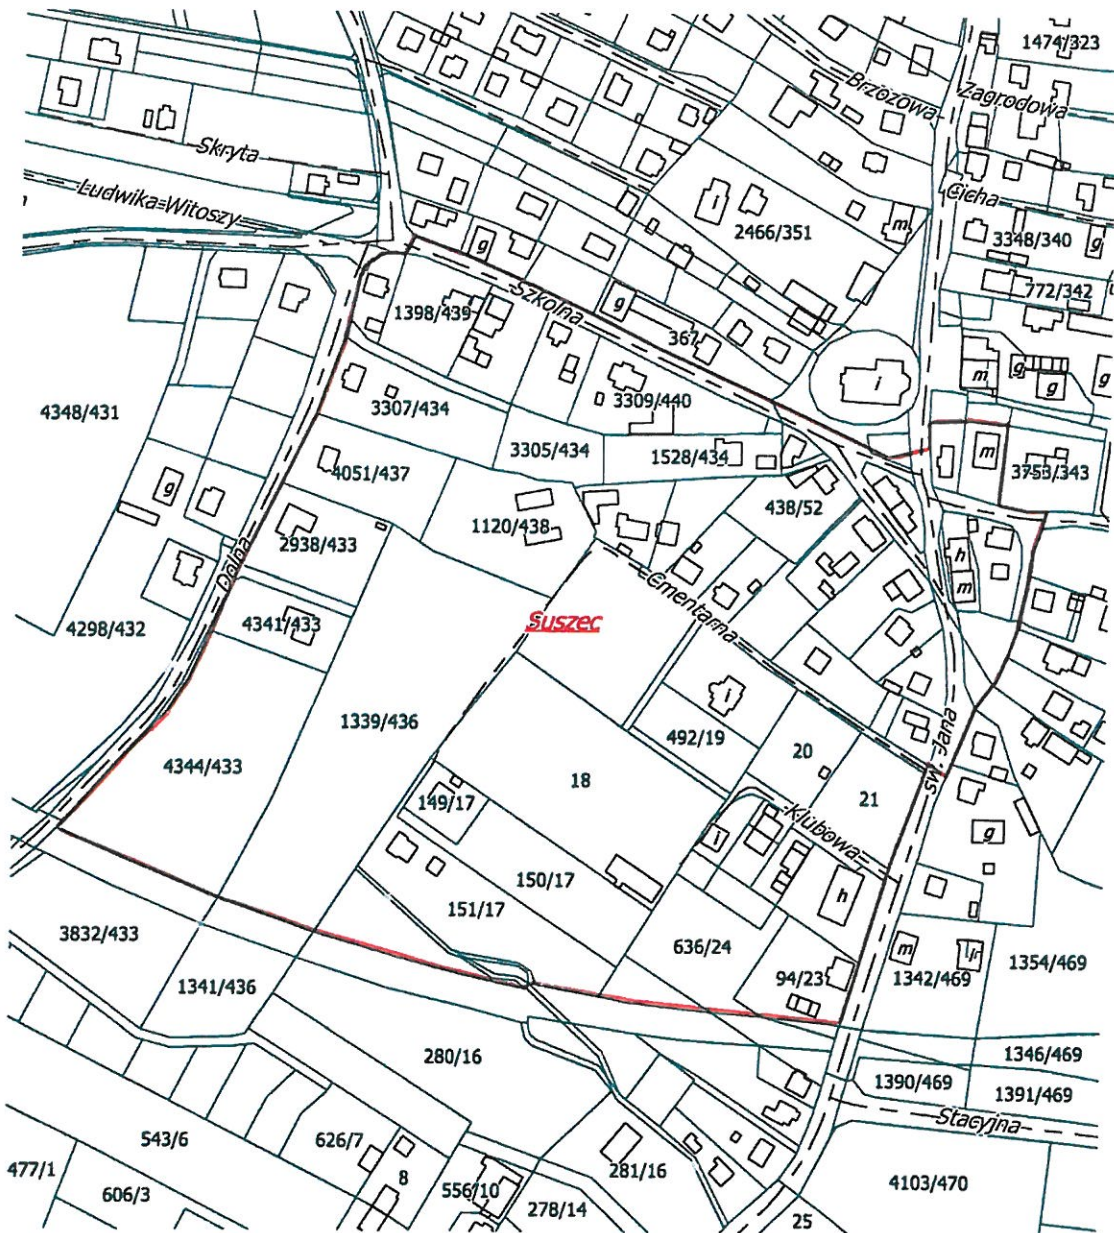 1474/323
Brzozowa
Zagrodowa
Skryta
Ludwika Witoszy
Cicha
i
2466/351
m
3348/340
g
g
772/342
Szkolna
1398/439
g
367
i
m
g
g
g
4348/431
3307/434
3309/440
3305/434
1528/434
m
3753/343
4051/437
g
438/52
1120/438
2938/433
h
Dolna
Cmentarna
m
Suszec
4298/432
4341/433
i
1339/436
492/19
20
św. Jana
4344/433
18
21
149/17
Klubowa
i
g
150/17
h
151/17
3832/433
636/24
m
94/23
1342/469
1354/469
1341/436
280/16
1346/469
1390/469
1391/469
Stacyjna
543/6
626/7
477/1
8
281/16
606/3
556/10
278/14
4103/470
25